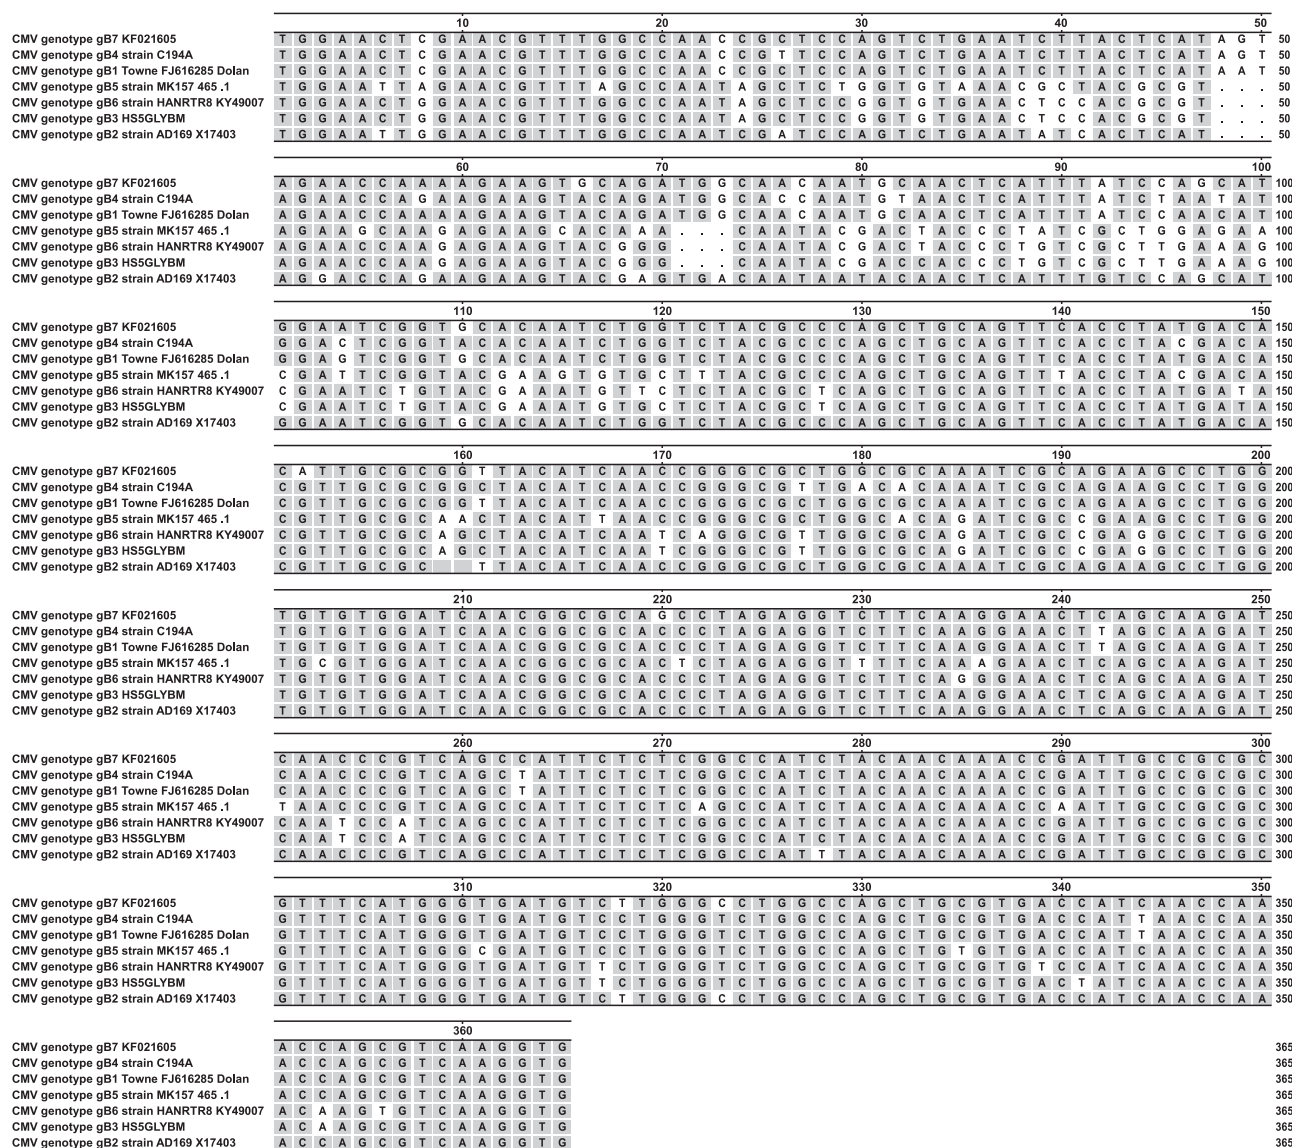 10 20 30 40 50
CMV genotype gB7 KF021605 TGGAACTCGAACGTTTGGCCAACCGCTCCAGTCTGAATCTTACTCATAGT 50
CMV genotype gB4 strain C194A TGGAACTCGAACGTTTGGCCAACCGTTCCAGTCTGAATCTTACTCATAGT 50
CMV genotype gB1 Towne FJ616285 Dolan TGGAACTCGAACGTTTGGCCAACCGCTCCAGTCTGAATCTTACTCATAAT 50
CMV genotype gB5 strain MK157 465 .1 TGGAATTAGAACGTTTAGCCAATAGCTCTGGTGTAAACGCTACGCGT... 50
CMV genotype gB6 strain HANRTR8 KY49007 TGGAACTGGAACGTTTGGCCAATAGCTCCGGTGTGAACTCCACGCGT... 50
CMV genotype gB3 HS5GLYBM TGGAACTGGAACGTTTGGCCAATAGCTCCGGTGTGAACTCCACGCGT... 50
CMV genotype gB2 strain AD169 X17403 TGGAATTGGAACGTTTGGCCAATCGATCCAGTCTGAATATCACTCAT... 50
60 70 80 90 100
CMV genotype gB7 KF021605 AGAACCAAAAGAAGTGCAGATGGCAACAATGCAACTCATTTATCCAGCAT 100
CMV genotype gB4 strain C194A AGAACCAGAAGAAGTACAGATGGCACCAATGTAACTCATTTATCTAATAT 100
CMV genotype gB1 Towne FJ616285 Dolan AGAACCAAAAGAAGTACAGATGGCAACAATGCAACTCATTTATCCAACAT 100
CMV genotype gB5 strain MK157 465 .1 AGAAGCAAGAGAAGCACAAA...CAATACGACTACCCTATCGCTGGAGAA 100
CMV genotype gB6 strain HANRTR8 KY49007 AGAACCAAGAGAAGTACGGG...CAATACGACTACCCTGTCGCTTGAAAG 100
CMV genotype gB3 HS5GLYBM AGAACCAAGAGAAGTACGGG...CAATACGACCACCCTGTCGCTTGAAAG 100
CMV genotype gB2 strain AD169 X17403 AGGACCAGAAGAAGTACGAGTGACAATAATACAACTCATTTGTCCAGCAT 100
110 120 130 140 150
CMV genotype gB7 KF021605 GGAATCGGTGCACAATCTGGTCTACGCCCAGCTGCAGTTCACCTATGACA 150
CMV genotype gB4 strain C194A GGACTCGGTACACAATCTGGTCTACGCCCAGCTGCAGTTCACCTACGACA 150
CMV genotype gB1 Towne FJ616285 Dolan GGAGTCGGTGCACAATCTGGTCTACGCCCAGCTGCAGTTCACCTATGACA 150
CMV genotype gB5 strain MK157 465 .1 CGATTCGGTACGAAGTGTGCTTTACGCCCAGCTGCAGTTTACCTACGACA 150
CMV genotype gB6 strain HANRTR8 KY49007 CGAATCTGTACGAAATGTTCTCTACGCTCAGCTGCAGTTCACCTATGATA 150
CMV genotype gB3 HS5GLYBM CGAATCTGTACGAAATGTGCTCTACGCTCAGCTGCAGTTCACCTATGATA 150
CMV genotype gB2 strain AD169 X17403 GGAATCGGTGCACAATCTGGTCTACGCCCAGCTGCAGTTCACCTATGACA 150
160 170 180 190 200
CMV genotype gB7 KF021605 CATTGCGCGGTTACATCAACCGGGCGCTGGCGCAAATCGCAGAAGCCTGG 200
CMV genotype gB4 strain C194A CGTTGCGCGGCTACATCAACCGGGCGTTGACACAAATCGCAGAAGCCTGG 200
CMV genotype gB1 Towne FJ616285 Dolan CGTTGCGCGGTTACATCAACCGGGCGCTGGCGCAAATCGCAGAAGCCTGG 200
CMV genotype gB5 strain MK157 465 .1 CGTTGCGCAACTACATTAACCGGGCGCTGGCACAGATCGCCGAAGCCTGG 200
CMV genotype gB6 strain HANRTR8 KY49007 CGTTGCGCAGCTACATCAATCAGGCGTTGGCGCAGATCGCCGAGGCCTGG 200
CMV genotype gB3 HS5GLYBM CGTTGCGCAGCTACATCAATCGGGCGTTGGCGCAGATCGCCGAGGCCTGG 200
CMV genotype gB2 strain AD169 X17403 CGTTGCGC  TTACATCAACCGGGCGCTGGCGCAAATCGCAGAAGCCTGG 200
210 220 230 240 250
CMV genotype gB7 KF021605 TGTGTGGATCAACGGCGCAGCCTAGAGGTCTTCAAGGAACTCAGCAAGAT 250
CMV genotype gB4 strain C194A TGTGTGGATCAACGGCGCACCCTAGAGGTCTTCAAGGAACTTAGCAAGAT 250
CMV genotype gB1 Towne FJ616285 Dolan TGTGTGGATCAACGGCGCACCCTAGAGGTCTTCAAGGAACTTAGCAAGAT 250
CMV genotype gB5 strain MK157 465 .1 TGCGTGGATCAACGGCGCACTCTAGAGGTTTTCAAAGAACTCAGCAAGAT 250
CMV genotype gB6 strain HANRTR8 KY49007 TGTGTGGATCAACGGCGCACCCTAGAGGTCTTCAGGGAACTCAGCAAGAT 250
CMV genotype gB3 HS5GLYBM TGTGTGGATCAACGGCGCACCCTAGAGGTCTTCAAGGAACTCAGCAAGAT 250
CMV genotype gB2 strain AD169 X17403 TGTGTGGATCAACGGCGCACCCTAGAGGTCTTCAAGGAACTCAGCAAGAT 250
260 270 280 290 300
CMV genotype gB7 KF021605 CAACCCGTCAGCCATTCTCTCGGCCATCTACAACAAACCGATTGCCGCGC 300
CMV genotype gB4 strain C194A CAACCCGTCAGCTATTCTCTCGGCCATCTACAACAAACCGATTGCCGCGC 300
CMV genotype gB1 Towne FJ616285 Dolan CAACCCGTCAGCTATTCTCTCGGCCATCTACAACAAACCGATTGCCGCGC 300
CMV genotype gB5 strain MK157 465 .1 TAACCCGTCAGCCATTCTCTCAGCCATCTACAACAAACCAATTGCCGCGC 300
CMV genotype gB6 strain HANRTR8 KY49007 CAATCCATCAGCCATTCTCTCGGCCATCTACAACAAACCGATTGCCGCGC 300
CMV genotype gB3 HS5GLYBM CAATCCATCAGCCATTCTCTCGGCCATCTACAACAAACCGATTGCCGCGC 300
CMV genotype gB2 strain AD169 X17403 CAACCCGTCAGCCATTCTCTCGGCCATTTACAACAAACCGATTGCCGCGC 300
310 320 330 340 350
CMV genotype gB7 KF021605 GTTTCATGGGTGATGTCTTGGGCCTGGCCAGCTGCGTGACCATCAACCAA 350
CMV genotype gB4 strain C194A GTTTCATGGGTGATGTCCTGGGTCTGGCCAGCTGCGTGACCATTAACCAA 350
CMV genotype gB1 Towne FJ616285 Dolan GTTTCATGGGTGATGTCCTGGGTCTGGCCAGCTGCGTGACCATTAACCAA 350
CMV genotype gB5 strain MK157 465 .1 GTTTCATGGGCGATGTCCTGGGTCTGGCCAGCTGTGTGACCATCAACCAA 350
CMV genotype gB6 strain HANRTR8 KY49007 GTTTCATGGGTGATGTTCTGGGTCTGGCCAGCTGCGTGTCCATCAACCAA 350
CMV genotype gB3 HS5GLYBM GTTTCATGGGTGATGTTCTGGGTCTGGCCAGCTGCGTGACTATCAACCAA 350
CMV genotype gB2 strain AD169 X17403 GTTTCATGGGTGATGTCTTGGGCCTGGCCAGCTGCGTGACCATCAACCAA 350
360
CMV genotype gB7 KF021605 ACCAGCGTCAAGGTG 365
CMV genotype gB4 strain C194A ACCAGCGTCAAGGTG 365
CMV genotype gB1 Towne FJ616285 Dolan ACCAGCGTCAAGGTG 365
CMV genotype gB5 strain MK157 465 .1 ACCAGCGTCAAGGTG 365
CMV genotype gB6 strain HANRTR8 KY49007 ACAAGTGTCAAGGTG 365
CMV genotype gB3 HS5GLYBM ACAAGCGTCAAGGTG 365
CMV genotype gB2 strain AD169 X17403 ACCAGCGTCAAGGTG 365